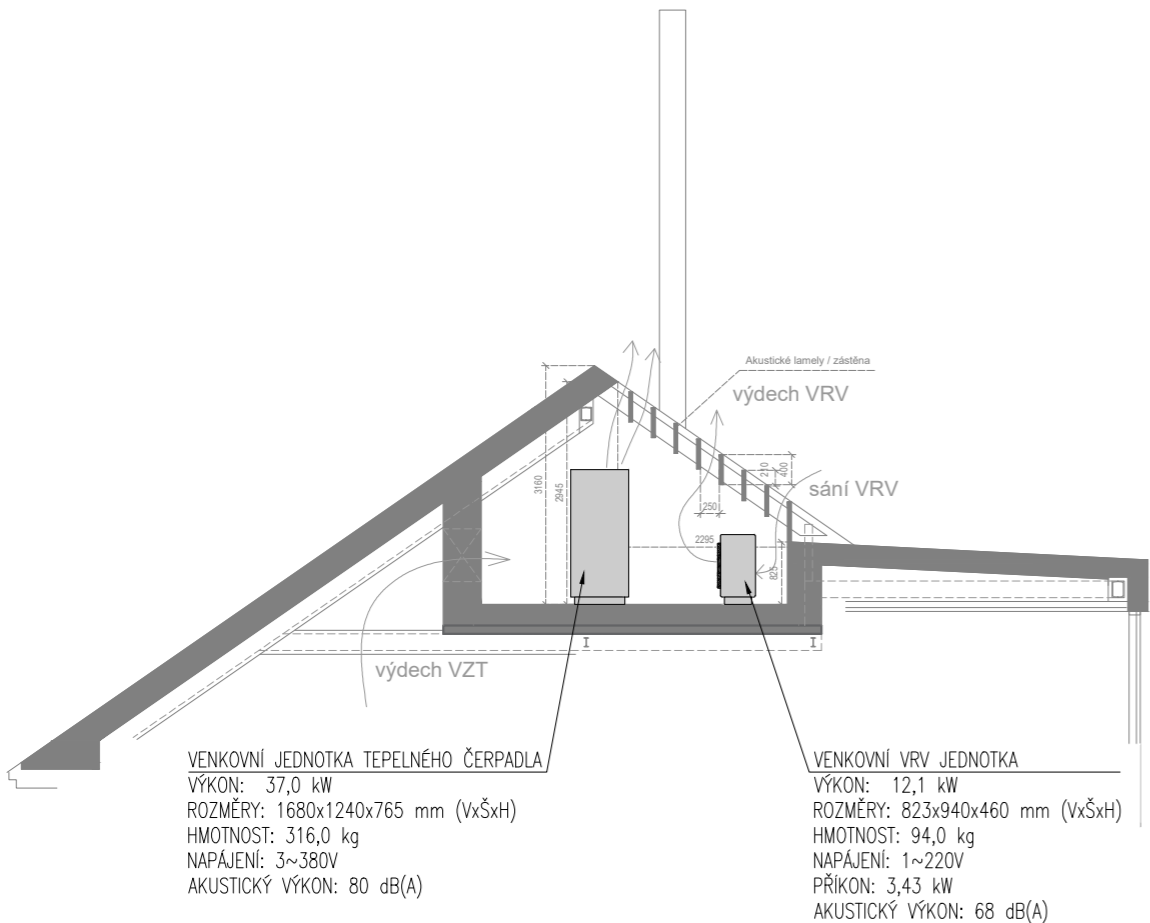 Akustické lamely / zástěna
výdech VRV
3160
2945
210
400
250
sání VRV
2295
825
výdech VZT
VENKOVNÍ JEDNOTKA TEPELNÉHO ČERPADLA
VÝKON: 37,0 kW
ROZMĚRY: 1680x1240x765 mm (VxŠxH)
HMOTNOST: 316,0 kg
NAPÁJENÍ: 3~380V
AKUSTICKÝ VÝKON: 80 dB(A)
VENKOVNÍ VRV JEDNOTKA
VÝKON: 12,1 kW
ROZMĚRY: 823x940x460 mm (VxŠxH)
HMOTNOST: 94,0 kg
NAPÁJENÍ: 1~220V
PŘÍKON: 3,43 kW
AKUSTICKÝ VÝKON: 68 dB(A)